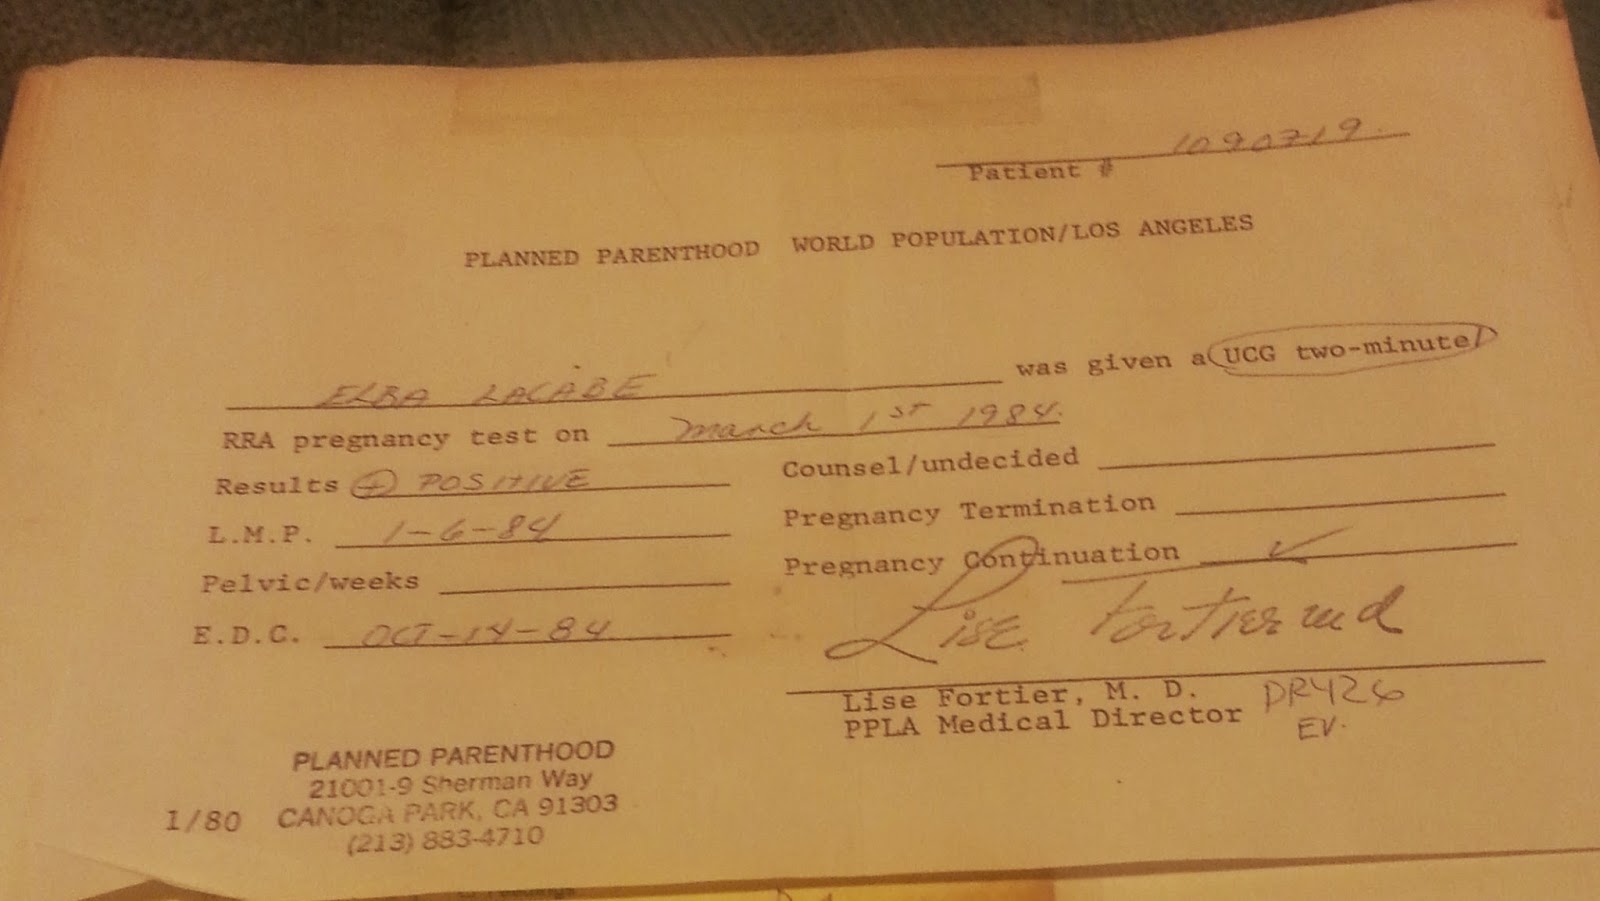 1090719.
Patient #
PLANNED PARENTHOOD WORLD POPULATION/LOS ANGELES
ELBA LACABE was given a UCG two-minute/
RRA pregnancy test on March 1ST 1984.
Results + POSITIVE
Counsel/undecided
L.M.P. 1-6-84
Pregnancy Termination
Pelvic/weeks
Pregnancy Continuation ✓
E.D.C. OCT-14-84
Lise Fortier md
Lise Fortier, M. D. DRY26
PPLA Medical Director EV.
PLANNED PARENTHOOD
21001-9 Sherman Way
1/80 CANOGA PARK, CA 91303
(213) 883-4710